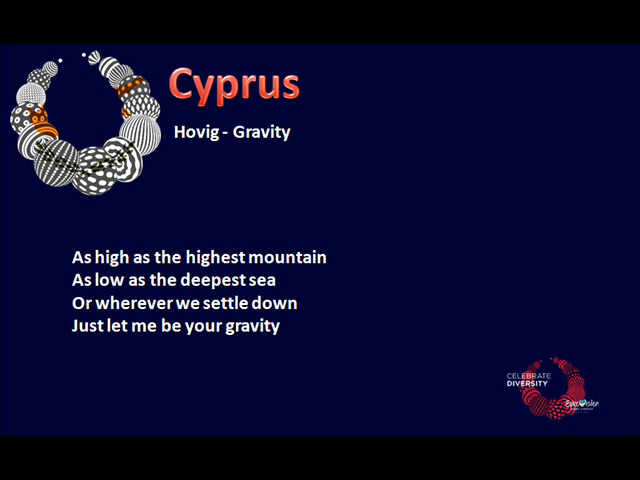 Cyprus
Hovig - Gravity
As high as the highest mountain
As low as the deepest sea
Or wherever we settle down
Just let me be your gravity
CELEBRATE
DIVERSITY